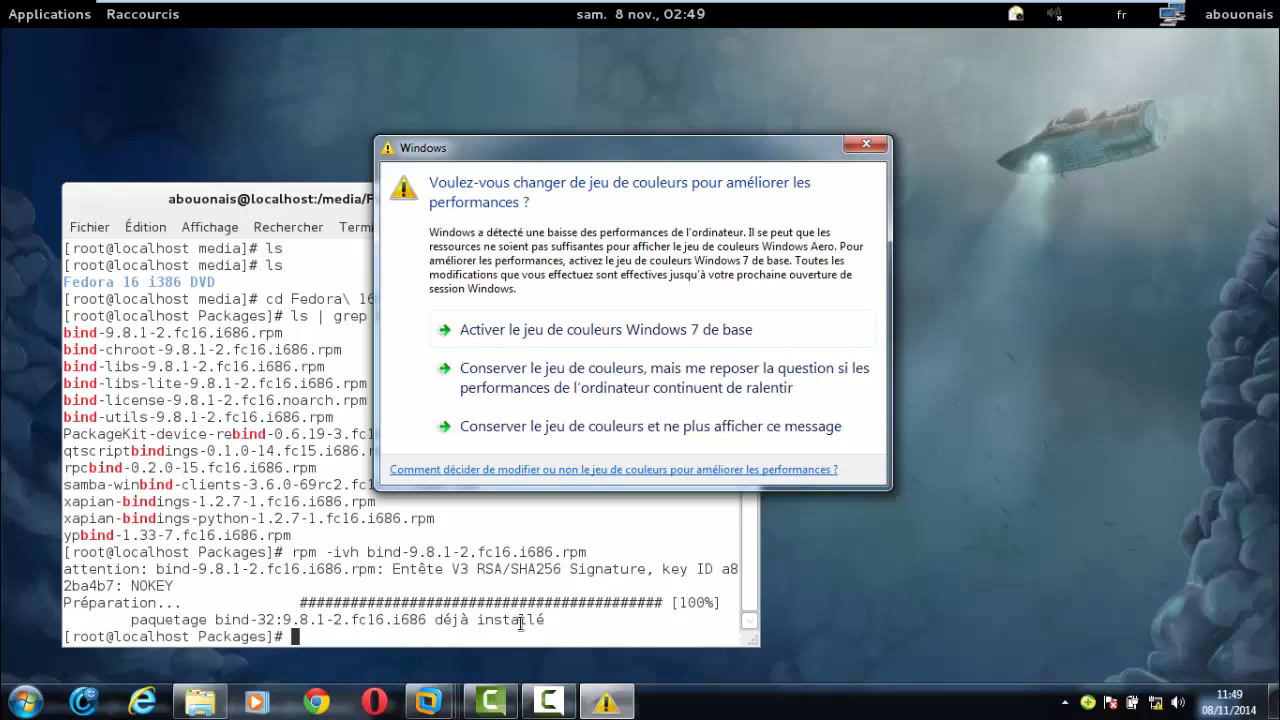 Applications Raccourcis sam. 8 nov., 02:49 fr abouonais
Windows
Voulez-vous changer de jeu de couleurs pour améliorer les
performances ?
Windows a détecté une baisse des performances de l'ordinateur. Il se peut que les
ressources ne soient pas suffisantes pour afficher le jeu de couleurs Windows Aero. Pour
améliorer les performances, activez le jeu de couleurs Windows 7 de base. Toutes les
modifications que vous effectuez sont effectives jusqu'à votre prochaine ouverture de
session Windows.
Activer le jeu de couleurs Windows 7 de base
Conserver le jeu de couleurs, mais me reposer la question si les
performances de l'ordinateur continuent de ralentir
Conserver le jeu de couleurs et ne plus afficher ce message
Comment décider de modifier ou non le jeu de couleurs pour améliorer les performances ?
abouonais@localhost:/media/F
Fichier Édition Affichage Rechercher Termi
[root@localhost media]# ls
[root@localhost media]# ls
Fedora 16 i386 DVD
[root@localhost media]# cd Fedora\ 16
[root@localhost Packages]# ls | grep
bind-9.8.1-2.fc16.i686.rpm
bind-chroot-9.8.1-2.fc16.i686.rpm
bind-libs-9.8.1-2.fc16.i686.rpm
bind-libs-lite-9.8.1-2.fc16.i686.rpm
bind-license-9.8.1-2.fc16.noarch.rpm
bind-utils-9.8.1-2.fc16.i686.rpm
PackageKit-device-rebind-0.6.19-3.fc1
qtscriptbindings-0.1.0-14.fc15.i686.rp
rpcbind-0.2.0-15.fc16.i686.rpm
samba-winbind-clients-3.6.0-69rc2.fc1
xapian-bindings-1.2.7-1.fc16.i686.rpm
xapian-bindings-python-1.2.7-1.fc16.i686.rpm
ypbind-1.33-7.fc16.i686.rpm
[root@localhost Packages]# rpm -ivh bind-9.8.1-2.fc16.i686.rpm
attention: bind-9.8.1-2.fc16.i686.rpm: Entête V3 RSA/SHA256 Signature, key ID a8
2ba4b7: NOKEY
Préparation... ########################################### [100%]
paquetage bind-32:9.8.1-2.fc16.i686 déjà installé
[root@localhost Packages]#
11:49
08/11/2014